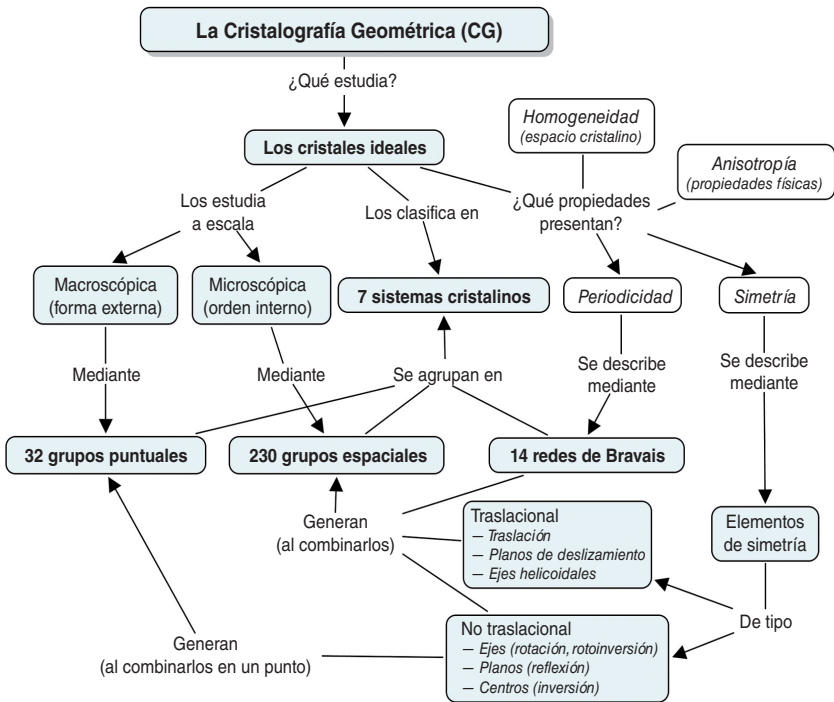 La Cristalografía Geométrica (CG)
¿Qué estudia?
Homogeneidad
(espacio cristalino)
Los cristales ideales
Anisotropía
(propiedades físicas)
Los estudia
a escala
Los clasifica en
¿Qué propiedades
presentan?
Macroscópica
(forma externa)
Microscópica
(orden interno)
7 sistemas cristalinos
Periodicidad
Simetría
Mediante
Mediante
Se agrupan en
Se describe
mediante
Se describe
mediante
32 grupos puntuales
230 grupos espaciales
14 redes de Bravais
Generan
(al combinarlos)
Traslacional
— Traslación
— Planos de deslizamiento
— Ejes helicoidales
Elementos
de simetría
De tipo
Generan
(al combinarlos en un punto)
No traslacional
— Ejes (rotación, rotoinversión)
— Planos (reflexión)
— Centros (inversión)